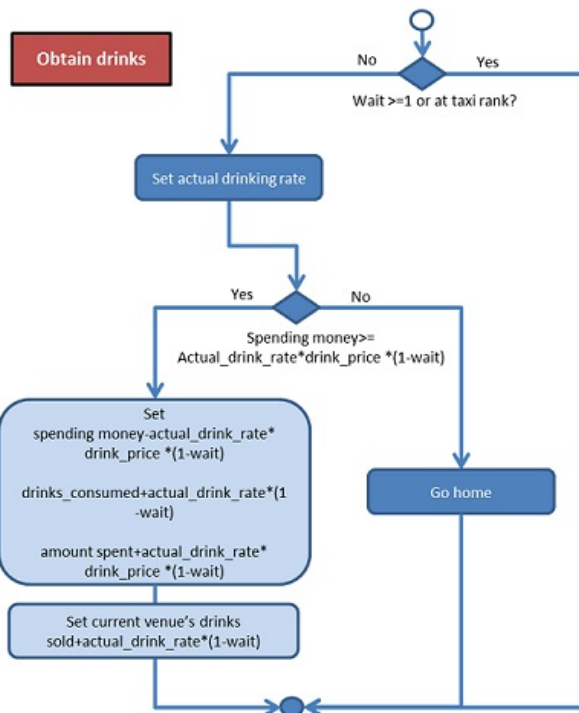 Obtain drinks
No
Yes
Wait >=1 or at taxi rank?
Set actual drinking rate
Yes
No
Spending money>=
Actual_drink_rate*drink_price *(1-wait)
Set
spending money-actual_drink_rate*
drink_price *(1-wait)
drinks_consumed+actual_drink_rate*(1
-wait)
amount spent+actual_drink_rate*
drink_price *(1-wait)
Go home
Set current venue's drinks
sold+actual_drink_rate*(1-wait)